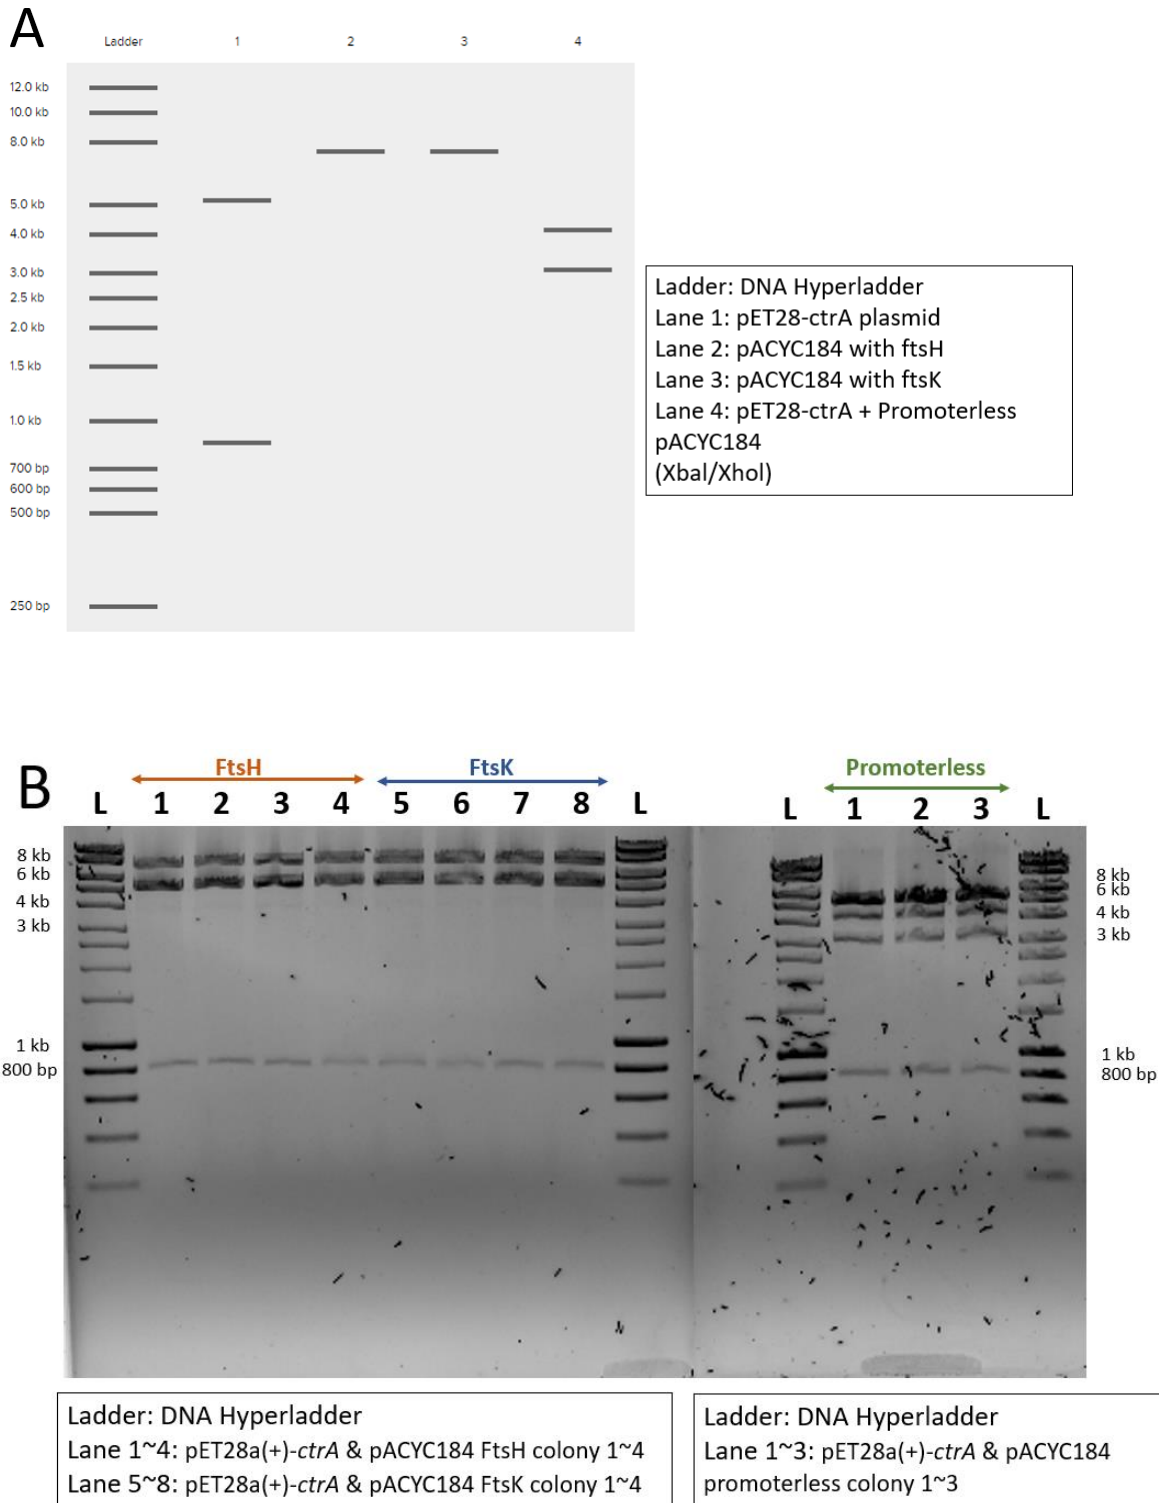 A
Ladder 1 2 3 4
12.0 kb
10.0 kb
8.0 kb
5.0 kb
4.0 kb
3.0 kb
2.5 kb
2.0 kb
1.5 kb
1.0 kb
700 bp
600 bp
500 bp
250 bp
Ladder: DNA Hyperladder
Lane 1: pET28-ctrA plasmid
Lane 2: pACYC184 with ftsH
Lane 3: pACYC184 with ftsK
Lane 4: pET28-ctrA + Promoterless
pACYC184
(XbaI/XhoI)
B
FtsH FtsK Promoterless
L 1 2 3 4 5 6 7 8 L L 1 2 3 L
8 kb
6 kb
4 kb
3 kb
1 kb
800 bp
8 kb
6 kb
4 kb
3 kb
1 kb
800 bp
Ladder: DNA Hyperladder
Lane 1~4: pET28a(+)-ctrA & pACYC184 FtsH colony 1~4
Lane 5~8: pET28a(+)-ctrA & pACYC184 FtsK colony 1~4
Ladder: DNA Hyperladder
Lane 1~3: pET28a(+)-ctrA & pACYC184
promoterless colony 1~3